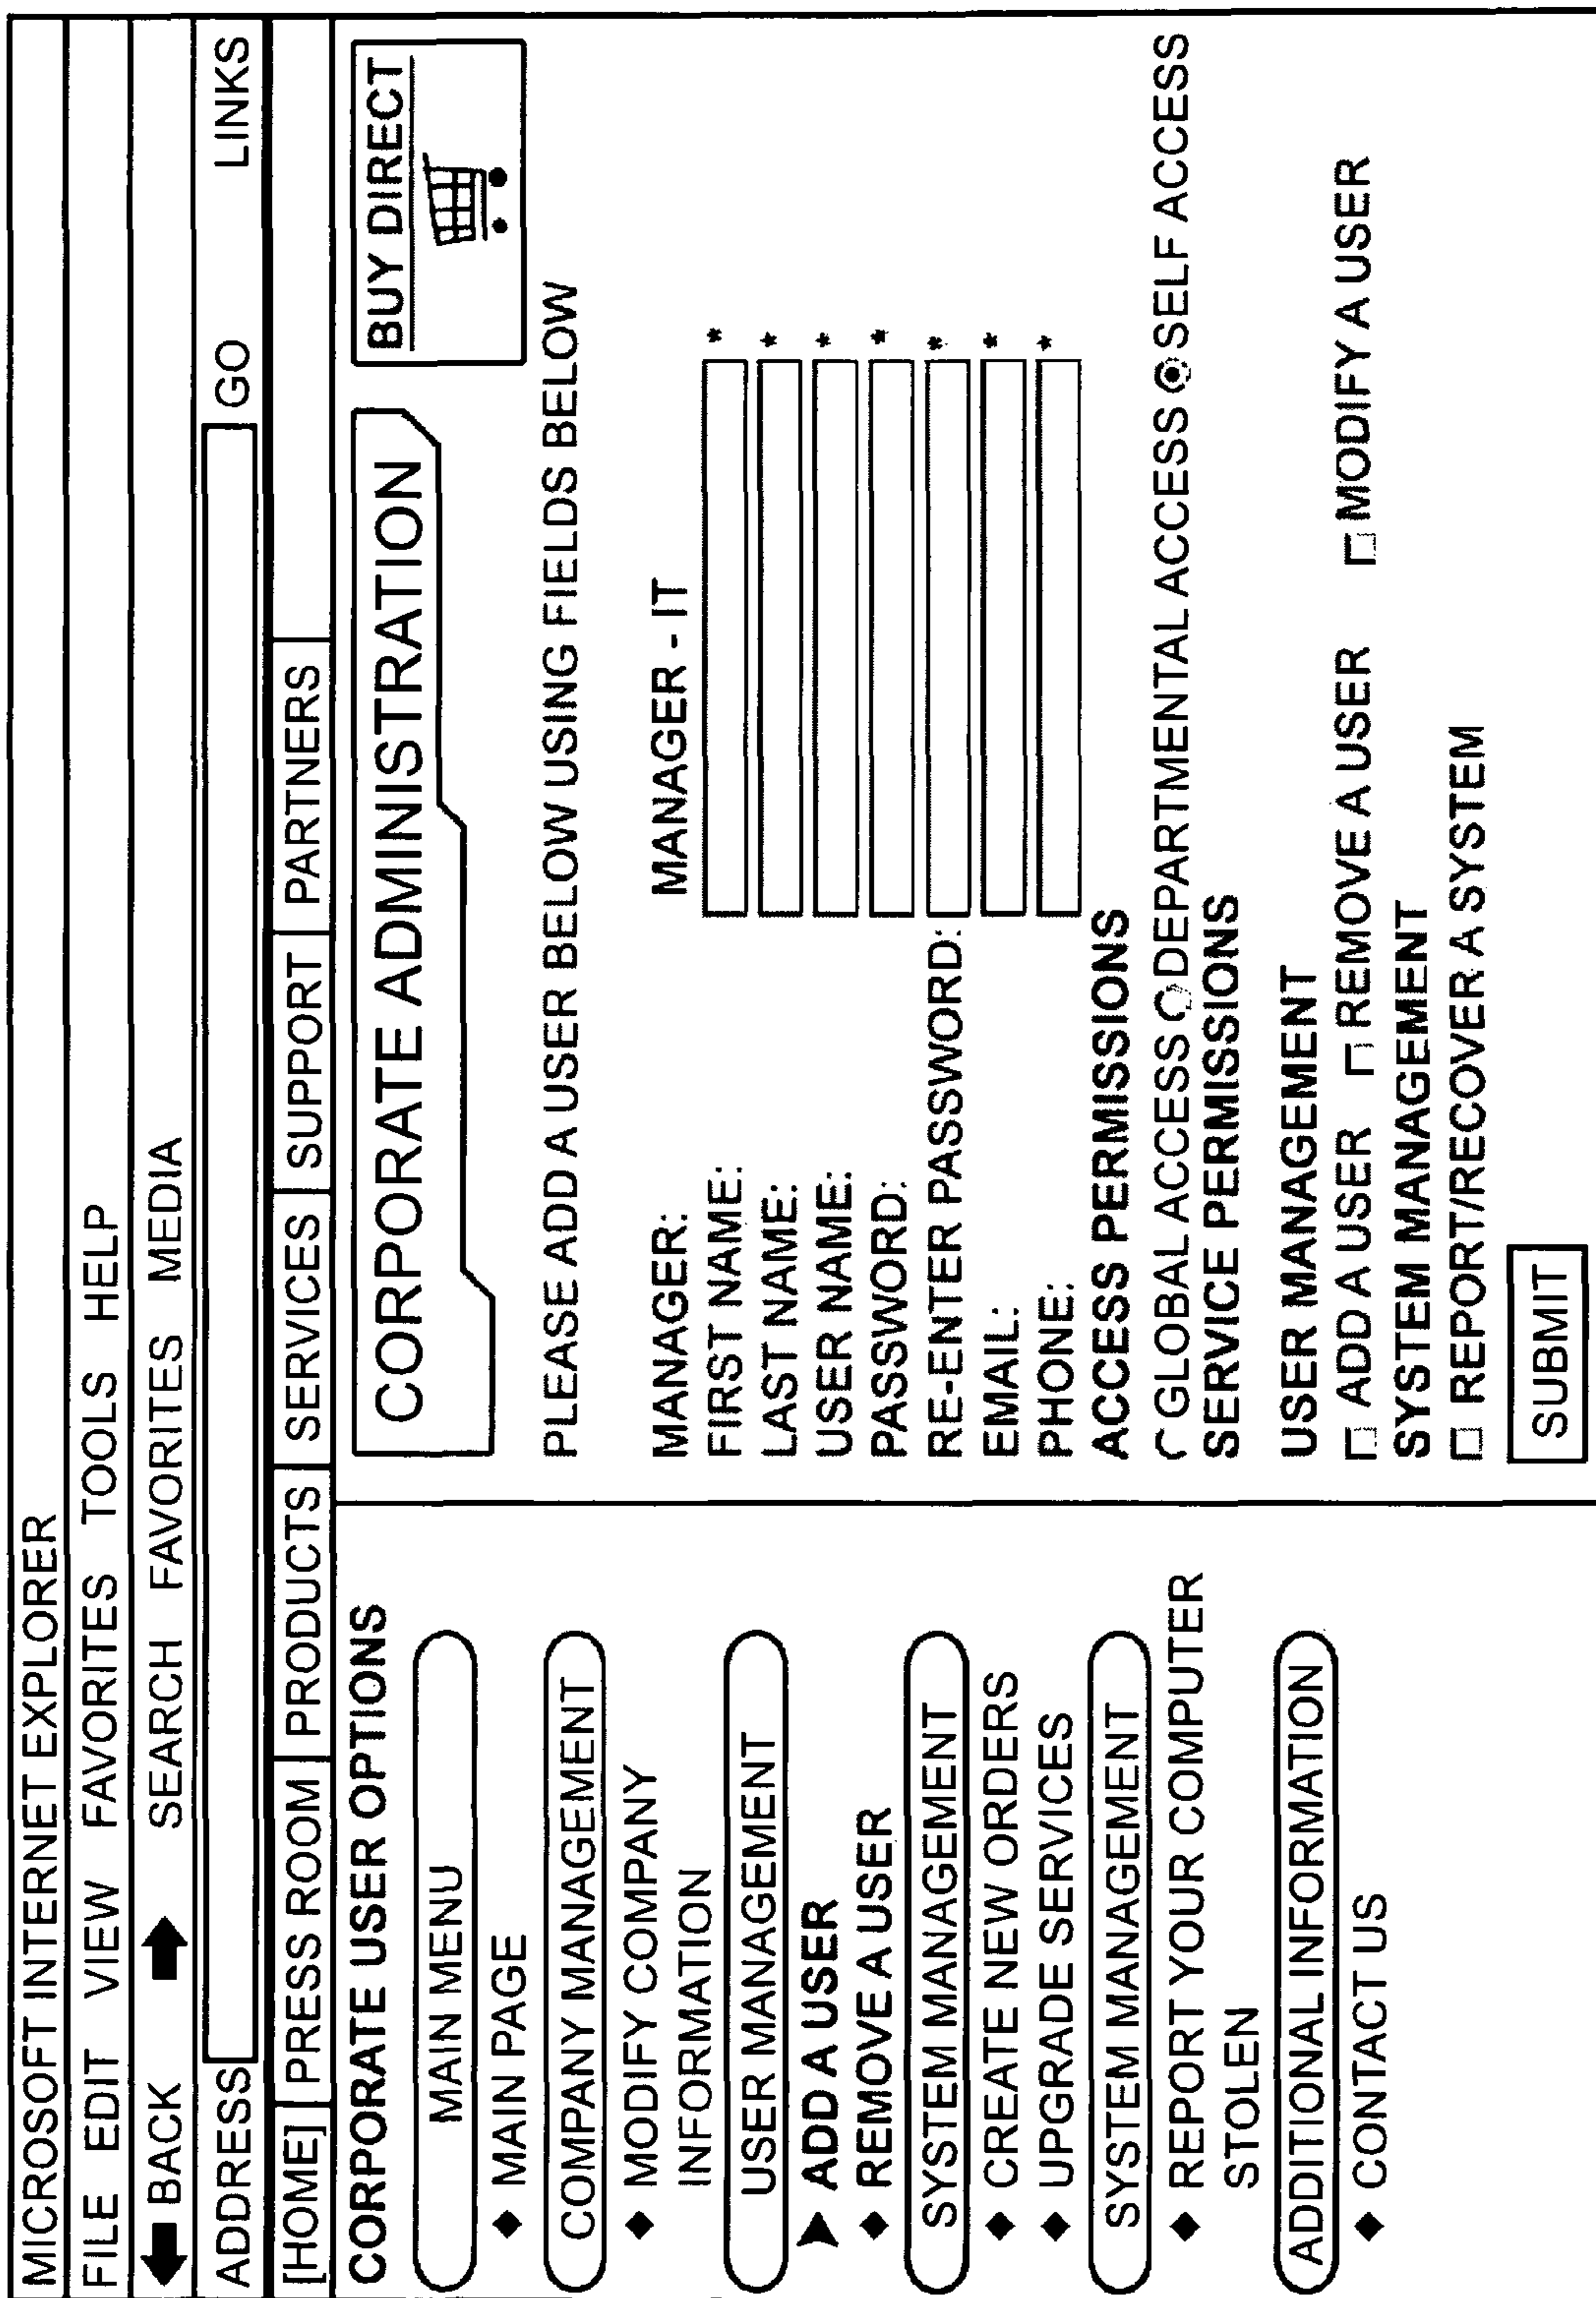 MICROSOFT INTERNET EXPLORER
FILE EDIT VIEW FAVORITES TOOLS HELP
BACK SEARCH FAVORITES MEDIA
ADDRESS GO LINKS
[HOME] PRESS ROOM PRODUCTS SERVICES SUPPORT PARTNERS
CORPORATE USER OPTIONS
MAIN MENU
◆ MAIN PAGE
COMPANY MANAGEMENT
◆ MODIFY COMPANY
INFORMATION
USER MANAGEMENT
➤ ADD A USER
◆ REMOVE A USER
SYSTEM MANAGEMENT
◆ CREATE NEW ORDERS
◆ UPGRADE SERVICES
SYSTEM MANAGEMENT
◆ REPORT YOUR COMPUTER
STOLEN
ADDITIONAL INFORMATION
◆ CONTACT US
CORPORATE ADMINISTRATION
BUY DIRECT
PLEASE ADD A USER BELOW USING FIELDS BELOW
MANAGER: MANAGER - IT
FIRST NAME: *
LAST NAME: *
USER NAME: *
PASSWORD: *
RE-ENTER PASSWORD: *
EMAIL: *
PHONE: *
ACCESS PERMISSIONS
GLOBAL ACCESS DEPARTMENTAL ACCESS SELF ACCESS
SERVICE PERMISSIONS
USER MANAGEMENT
ADD A USER REMOVE A USER MODIFY A USER
SYSTEM MANAGEMENT
REPORT/RECOVER A SYSTEM
SUBMIT